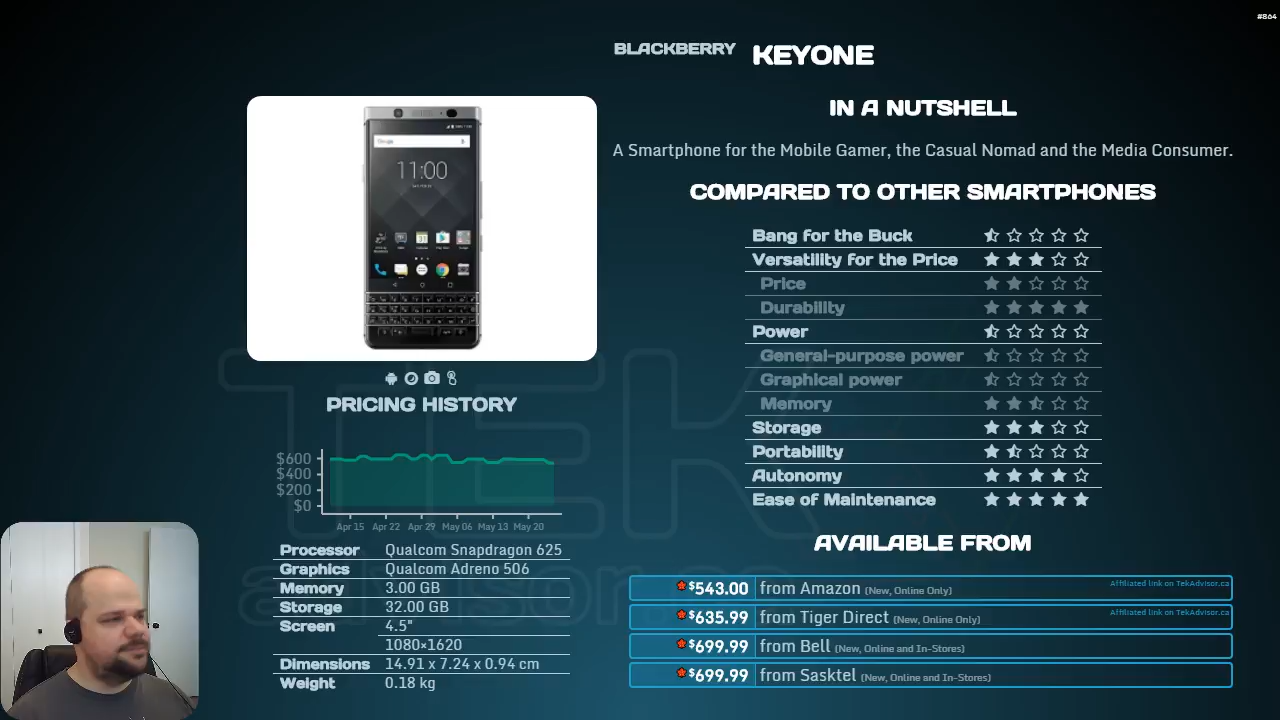 #864
BLACKBERRY KEYONE
IN A NUTSHELL
A Smartphone for the Mobile Gamer, the Casual Nomad and the Media Consumer.
COMPARED TO OTHER SMARTPHONES
Bang for the Buck
Versatility for the Price
Price
Durability
Power
General-purpose power
Graphical power
Memory
Storage
Portability
Autonomy
Ease of Maintenance
AVAILABLE FROM
$543.00 from Amazon (New, Online Only) Affiliated link on TekAdvisor.ca
$635.99 from Tiger Direct (New, Online Only) Affiliated link on TekAdvisor.ca
$699.99 from Bell (New, Online and In-Stores)
$699.99 from Sasktel (New, Online and In-Stores)
11:00
PRICING HISTORY
$600
$400
$200
$0
Apr 15 Apr 22 Apr 29 May 06 May 13 May 20
Processor Qualcom Snapdragon 625
Graphics Qualcom Adreno 506
Memory 3.00 GB
Storage 32.00 GB
Screen 4.5"
1080×1620
Dimensions 14.91 x 7.24 x 0.94 cm
Weight 0.18 kg
TEK